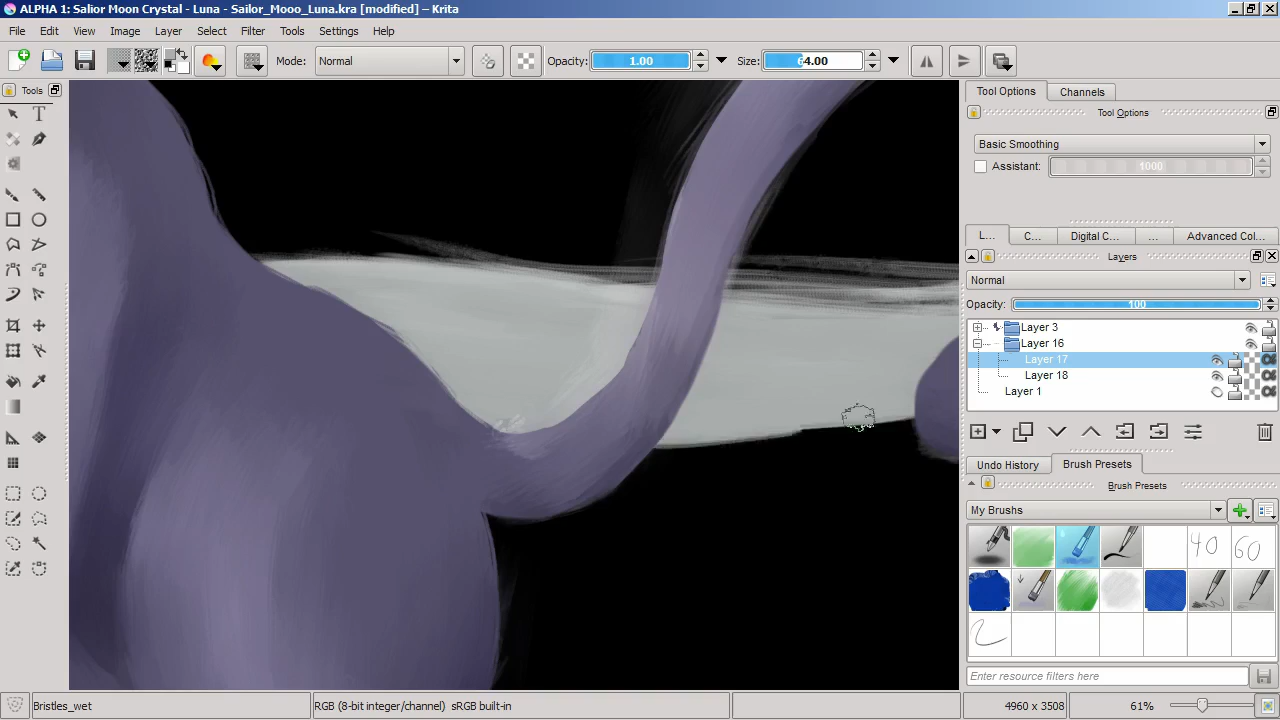 ALPHA 1: Salior Moon Crystal - Luna - Sailor_Mooo_Luna.kra [modified] – Krita
File Edit View Image Layer Select Filter Tools Settings Help
Mode: Normal Opacity: 1.00 Size: 64.00
Tools
Tool Options Channels
Tool Options
Basic Smoothing
Assistant: 1000
L... C... Digital C... ... Advanced Col...
Layers
Normal
Opacity: 100
Layer 3
Layer 16
Layer 17
Layer 18
Layer 1
Undo History Brush Presets
Brush Presets
My Brushs
40 60
Enter resource filters here
Bristles_wet RGB (8-bit integer/channel) sRGB built-in 4960 x 3508 61%